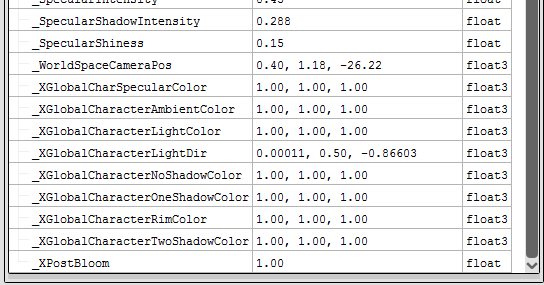 _SpecularIntensity 0.45 float
_SpecularShadowIntensity 0.288 float
_SpecularShiness 0.15 float
_WorldSpaceCameraPos 0.40, 1.18, -26.22 float3
_XGlobalCharSpecularColor 1.00, 1.00, 1.00 float3
_XGlobalCharacterAmbientColor 1.00, 1.00, 1.00 float3
_XGlobalCharacterLightColor 1.00, 1.00, 1.00 float3
_XGlobalCharacterLightDir 0.00011, 0.50, -0.86603 float3
_XGlobalCharacterNoShadowColor 1.00, 1.00, 1.00 float3
_XGlobalCharacterOneShadowColor 1.00, 1.00, 1.00 float3
_XGlobalCharacterRimColor 1.00, 1.00, 1.00 float3
_XGlobalCharacterTwoShadowColor 1.00, 1.00, 1.00 float3
_XPostBloom 1.00 float